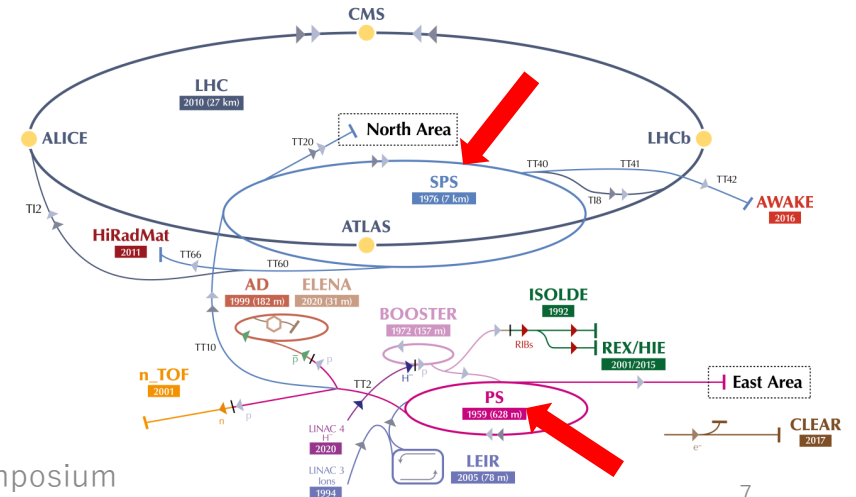 CMS
LHC
2010 (27 km)
ALICE
TT20
North Area
LHCb
TT40
TT41
SPS
1976 (7 km)
TI8
TT42
AWAKE
2016
TI2
ATLAS
HiRadMat
2011
TT66
TT60
AD
1999 (182 m)
ELENA
2020 (31 m)
ISOLDE
1992
BOOSTER
1972 (157 m)
RIBs
REX/HIE
2001/2015
TT10
p
p
H⁻
p
n_TOF
2001
TT2
East Area
PS
1959 (628 m)
n
p
LINAC 4
H⁻
2020
CLEAR
2017
e⁻
LINAC 3
Ions
1994
LEIR
2005 (78 m)
mposium
7